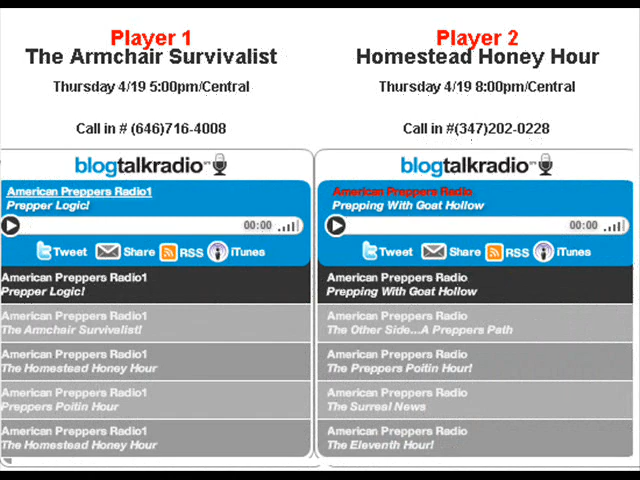 Player 1
The Armchair Survivalist
Thursday 4/19 5:00pm/Central
Call in # (646)716-4008
blogtalkradio
American Preppers Radio1
Prepper Logic!
00:00
Tweet Share RSS iTunes
American Preppers Radio1
Prepper Logic!
American Preppers Radio1
The Armchair Survivalist!
American Preppers Radio1
The Homestead Honey Hour
American Preppers Radio1
Preppers Poitin Hour
American Preppers Radio1
The Homestead Honey Hour
Player 2
Homestead Honey Hour
Thursday 4/19 8:00pm/Central
Call in #(347)202-0228
blogtalkradio
American Preppers Radio
Prepping With Goat Hollow
00:00
Tweet Share RSS iTunes
American Preppers Radio
Prepping With Goat Hollow
American Preppers Radio
The Other Side...A Preppers Path
American Preppers Radio
The Preppers Poitin Hour!
American Preppers Radio
The Surreal News
American Preppers Radio
The Eleventh Hour!